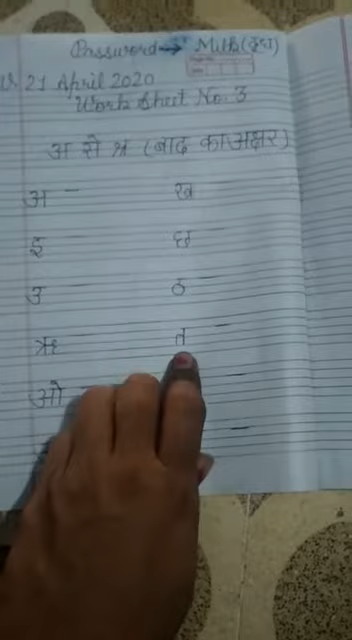 Password → Milk (दूध)
21 April 2020
Work Sheet No. 3
अ से श्र (बाद का अक्षर)
अ – ख –
इ – छ –
उ – ठ –
ऋ – त –
ओ – –